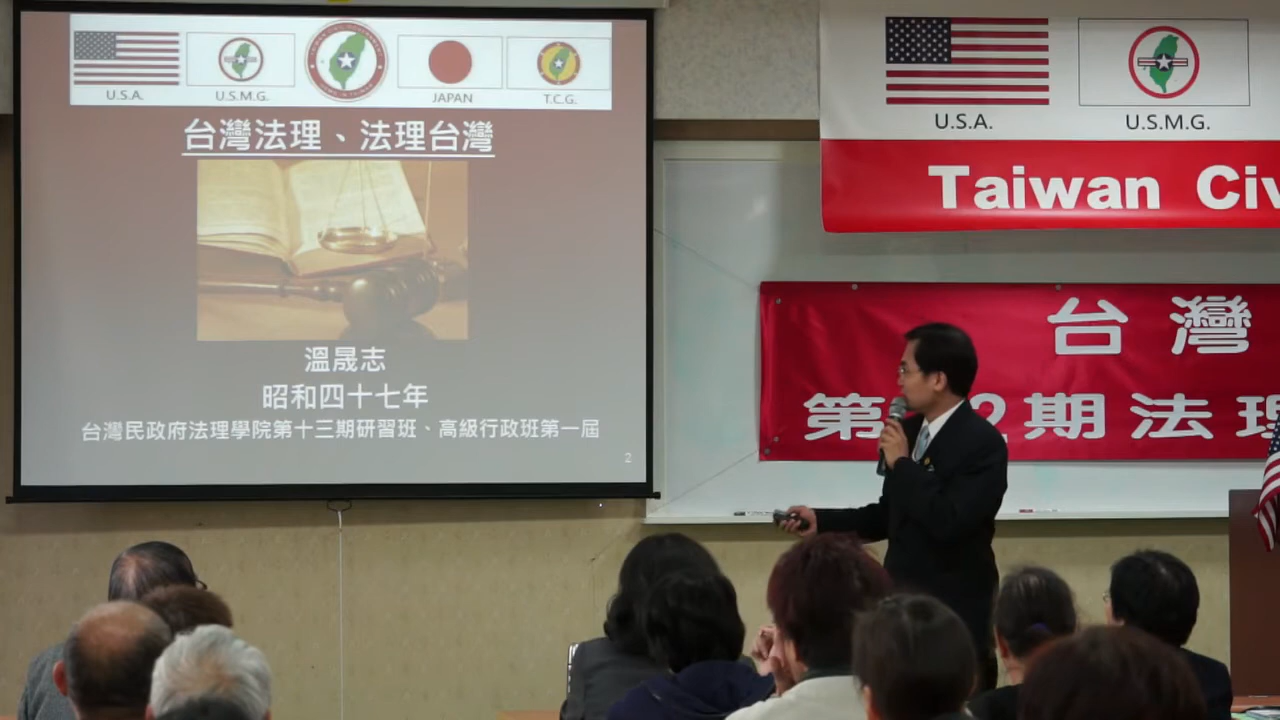 U.S.A.
U.S.M.G.
JAPAN
T.C.G.
台灣法理、法理台灣
溫晟志
昭和四十七年
台灣民政府法理學院第十三期研習班、高級行政班第一屆
2
U.S.A.
U.S.M.G.
Taiwan Civ
台灣
第 2期法理